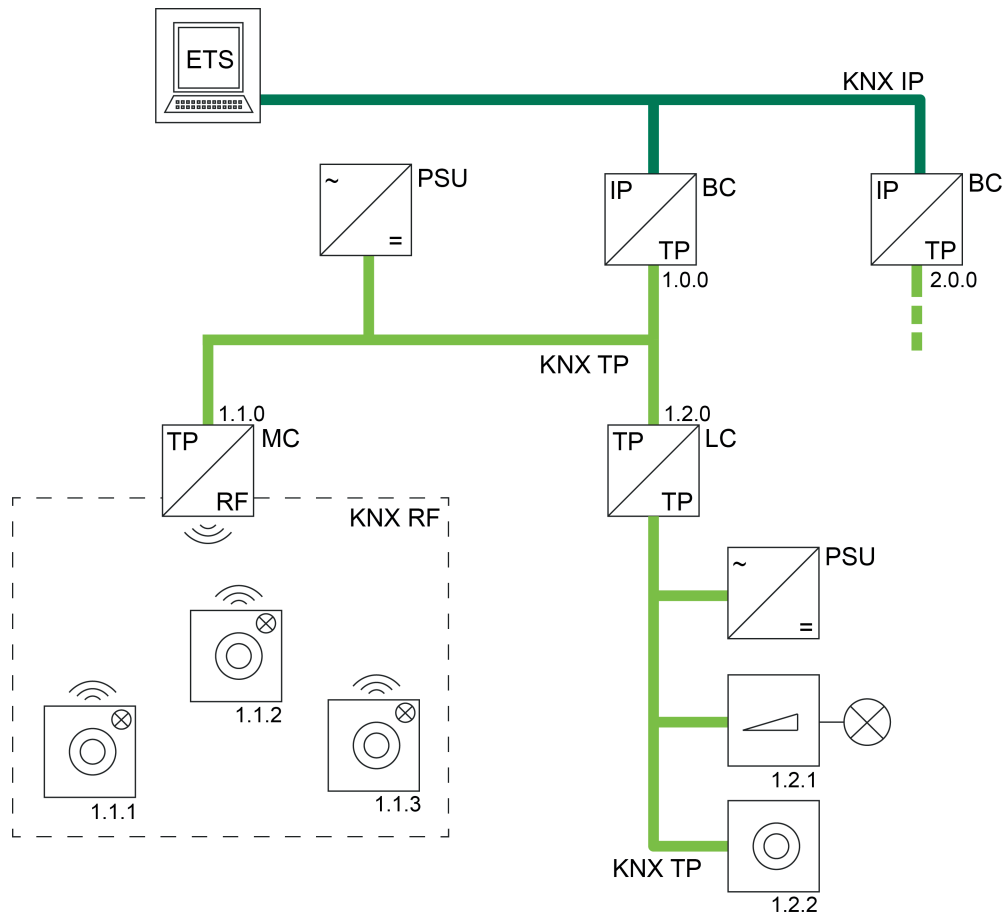 ETS
KNX IP
~
=
PSU
IP
TP
BC
1.0.0
IP
TP
BC
2.0.0
KNX TP
1.1.0
TP
RF
MC
1.2.0
TP
TP
LC
KNX RF
~
=
PSU
1.1.2
1.1.1
1.1.3
1.2.1
KNX TP
1.2.2